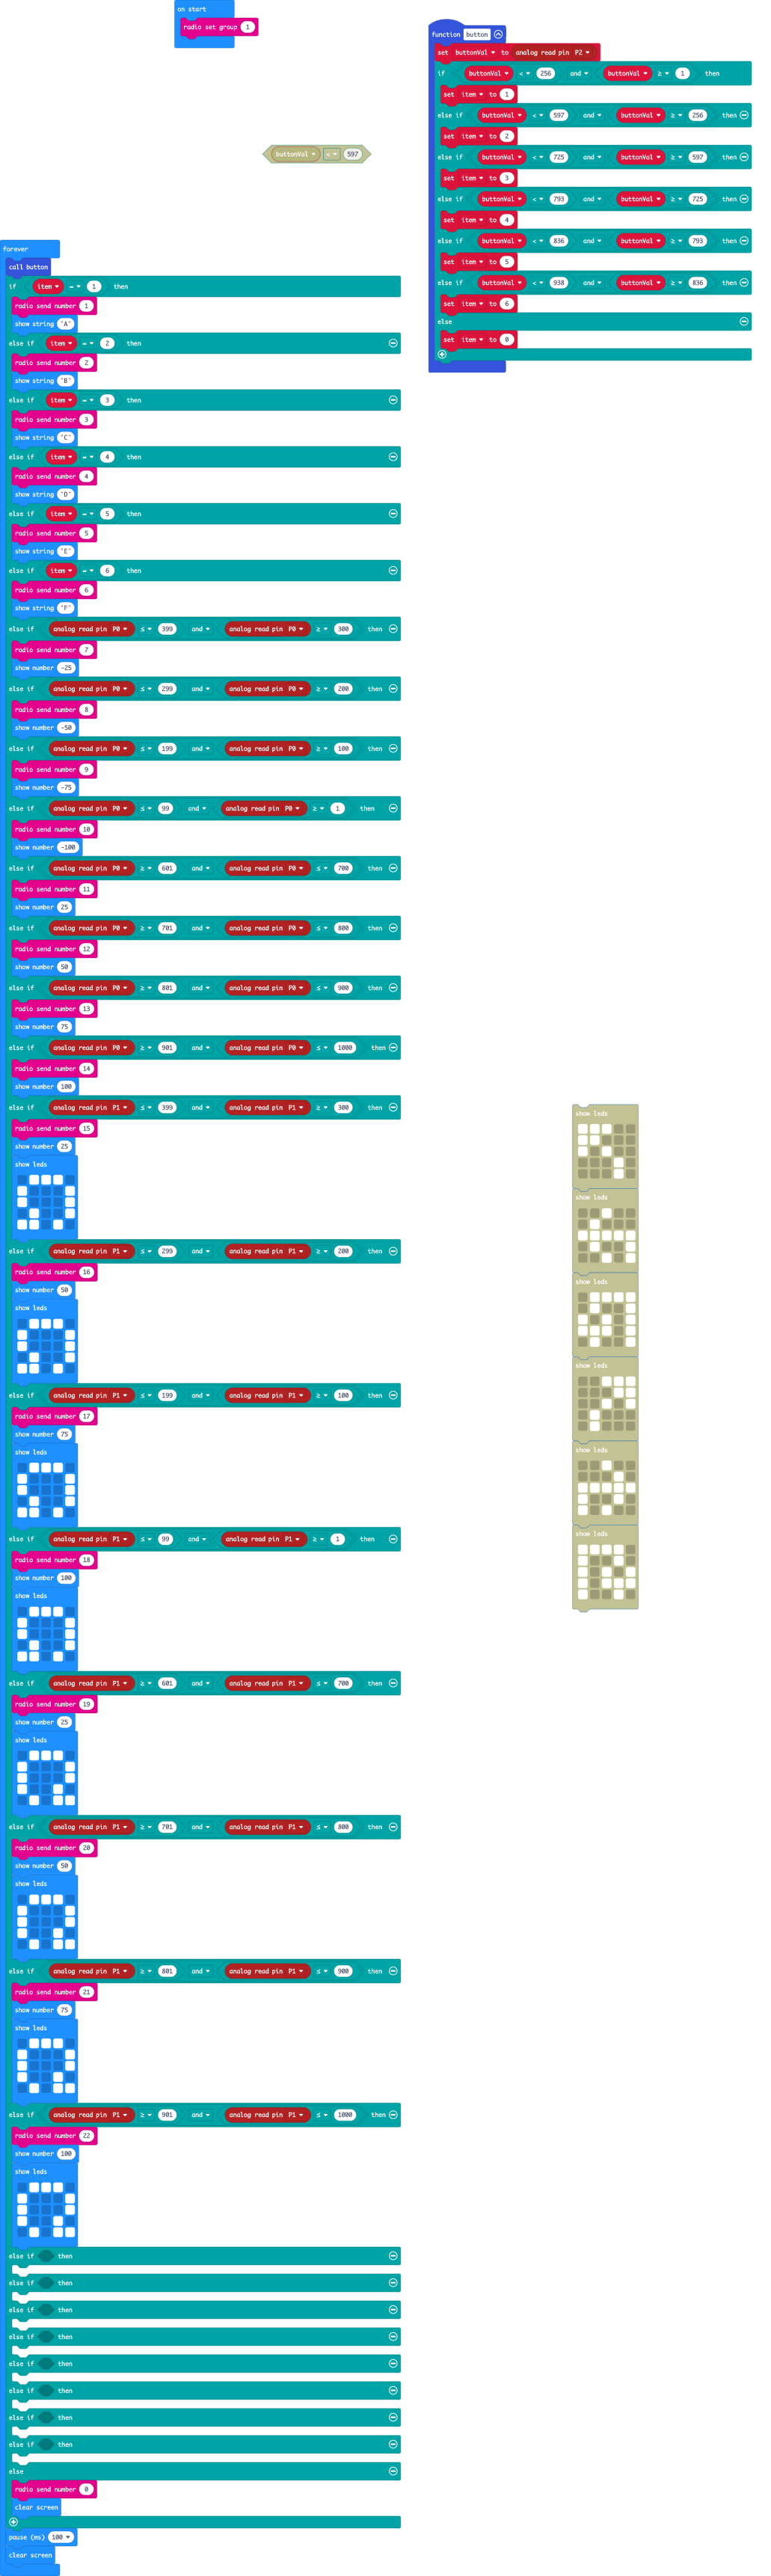 on start
radio set group 1
function button
set buttonVal to analog read pin P2
if buttonVal < 256 and buttonVal ≥ 1 then
set item to 1
else if buttonVal < 597 and buttonVal ≥ 256 then
set item to 2
else if buttonVal < 725 and buttonVal ≥ 597 then
set item to 3
else if buttonVal < 793 and buttonVal ≥ 725 then
set item to 4
else if buttonVal < 836 and buttonVal ≥ 793 then
set item to 5
else if buttonVal < 938 and buttonVal ≥ 836 then
set item to 6
else
set item to 0
buttonVal < 597
forever
call button
if item = 1 then
radio send number 1
show string "A"
else if item = 2 then
radio send number 2
show string "B"
else if item = 3 then
radio send number 3
show string "C"
else if item = 4 then
radio send number 4
show string "D"
else if item = 5 then
radio send number 5
show string "E"
else if item = 6 then
radio send number 6
show string "F"
else if analog read pin P0 ≤ 399 and analog read pin P0 ≥ 300 then
radio send number 7
show number -25
else if analog read pin P0 ≤ 299 and analog read pin P0 ≥ 200 then
radio send number 8
show number -50
else if analog read pin P0 ≤ 199 and analog read pin P0 ≥ 100 then
radio send number 9
show number -75
else if analog read pin P0 ≤ 99 and analog read pin P0 ≥ 1 then
radio send number 10
show number -100
else if analog read pin P0 ≥ 601 and analog read pin P0 ≤ 700 then
radio send number 11
show number 25
else if analog read pin P0 ≥ 701 and analog read pin P0 ≤ 800 then
radio send number 12
show number 50
else if analog read pin P0 ≥ 801 and analog read pin P0 ≤ 900 then
radio send number 13
show number 75
else if analog read pin P0 ≥ 901 and analog read pin P0 ≤ 1000 then
radio send number 14
show number 100
else if analog read pin P1 ≤ 399 and analog read pin P1 ≥ 300 then
radio send number 15
show number 25
show leds
else if analog read pin P1 ≤ 299 and analog read pin P1 ≥ 200 then
radio send number 16
show number 50
show leds
else if analog read pin P1 ≤ 199 and analog read pin P1 ≥ 100 then
radio send number 17
show number 75
show leds
else if analog read pin P1 ≤ 99 and analog read pin P1 ≥ 1 then
radio send number 18
show number 100
show leds
else if analog read pin P1 ≥ 601 and analog read pin P1 ≤ 700 then
radio send number 19
show number 25
show leds
else if analog read pin P1 ≥ 701 and analog read pin P1 ≤ 800 then
radio send number 20
show number 50
show leds
else if analog read pin P1 ≥ 801 and analog read pin P1 ≤ 900 then
radio send number 21
show number 75
show leds
else if analog read pin P1 ≥ 901 and analog read pin P1 ≤ 1000 then
radio send number 22
show number 100
show leds
else if then
else if then
else if then
else if then
else if then
else if then
else if then
else if then
else
radio send number 0
clear screen
pause (ms) 100
clear screen
show leds
show leds
show leds
show leds
show leds
show leds